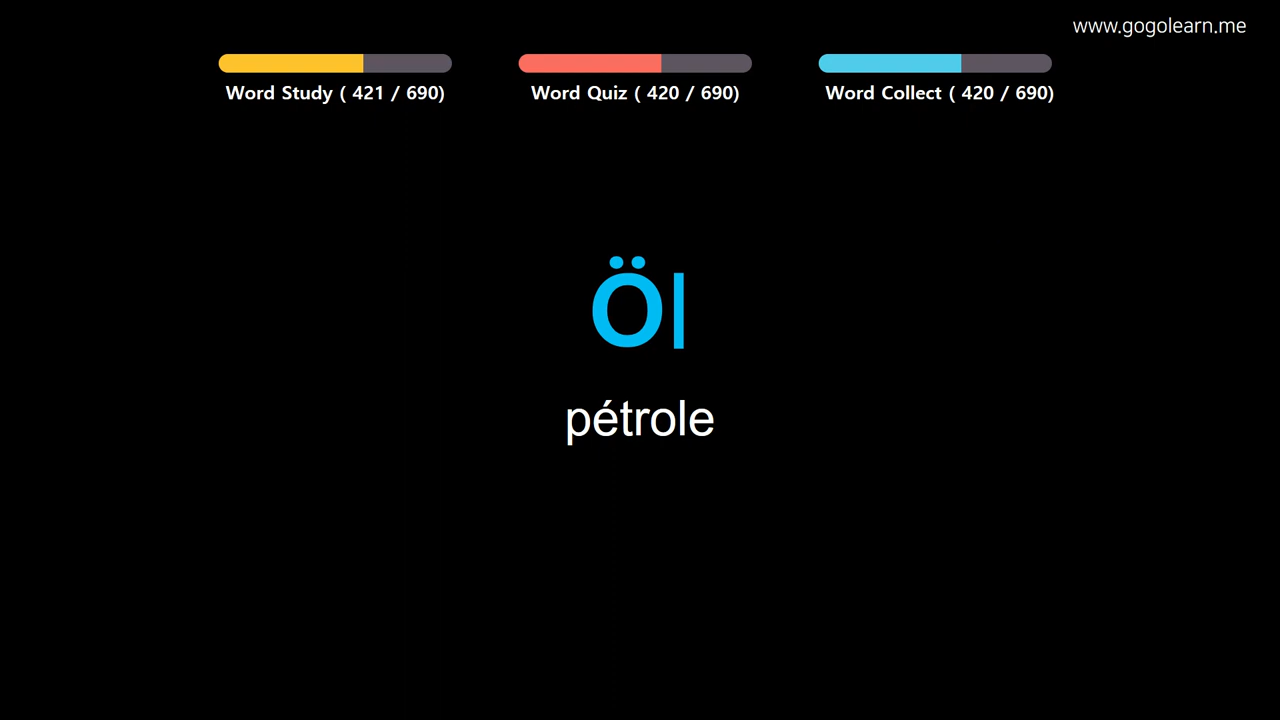 www.gogolearn.me
Word Study ( 421 / 690)
Word Quiz ( 420 / 690)
Word Collect ( 420 / 690)
Öl
pétrole